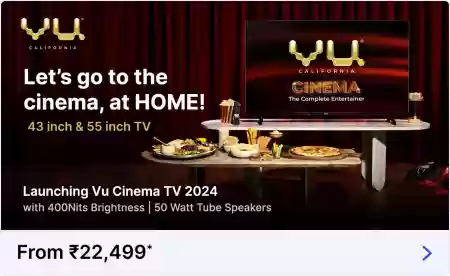 VU
CALIFORNIA
Let's go to the
cinema, at HOME!
43 inch & 55 inch TV
VU
CALIFORNIA
CINEMA
The Complete Entertainer
Launching Vu Cinema TV 2024
with 400Nits Brightness | 50 Watt Tube Speakers
From ₹22,499*